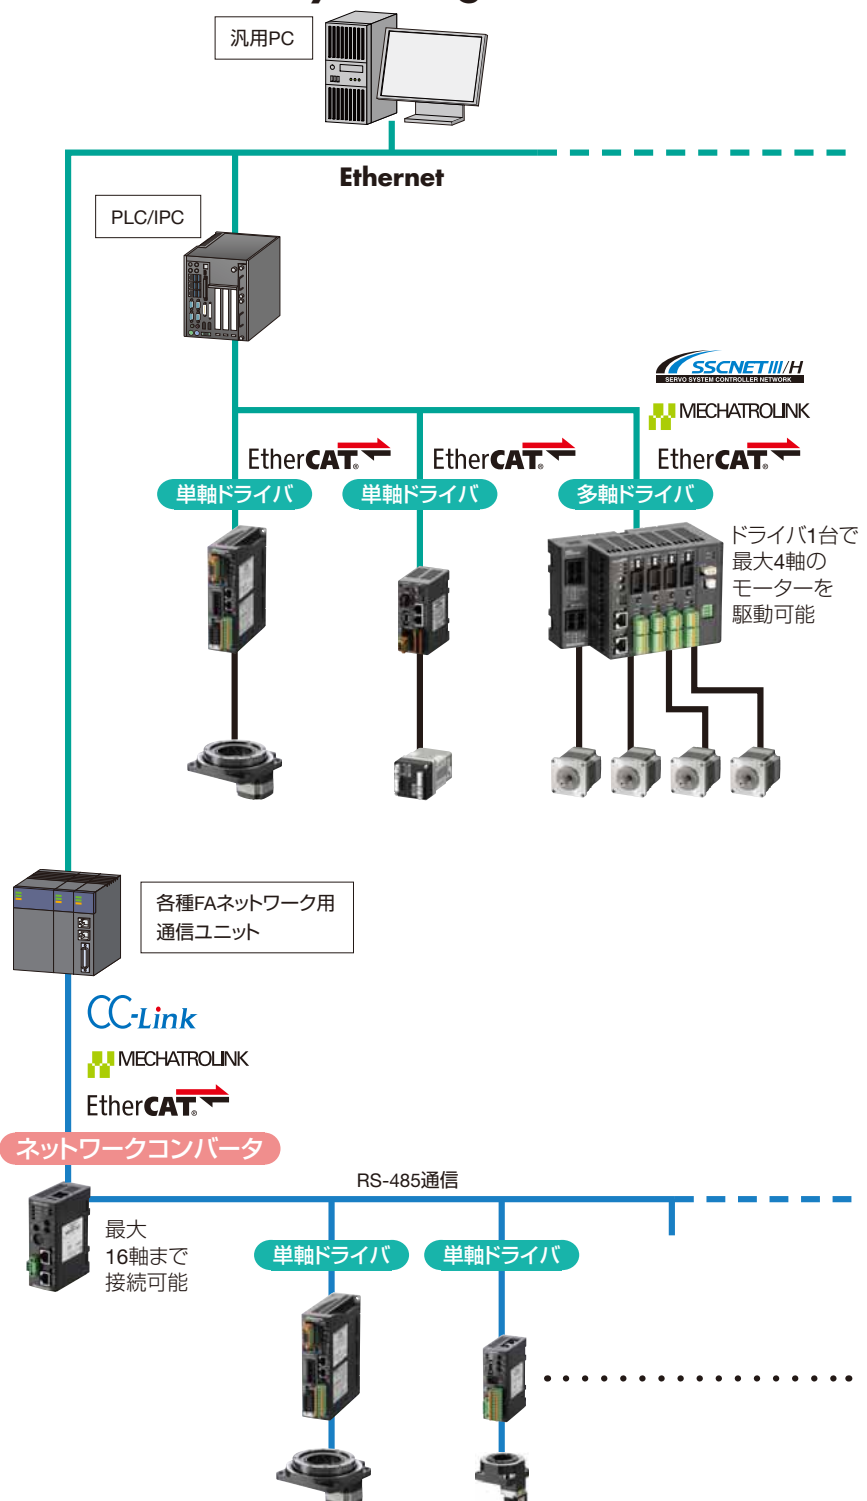 汎用PC
Ethernet
PLC/IPC
SSCNETIII/H
SERVO SYSTEM CONTROLLER NETWORK
MECHATROLINK
EtherCAT®
EtherCAT®
EtherCAT®
単軸ドライバ
単軸ドライバ
多軸ドライバ
ドライバ1台で
最大4軸の
モーターを
駆動可能
各種FAネットワーク用
通信ユニット
CC-Link
MECHATROLINK
EtherCAT®
ネットワークコンバータ
RS-485通信
最大
16軸まで
接続可能
単軸ドライバ
単軸ドライバ